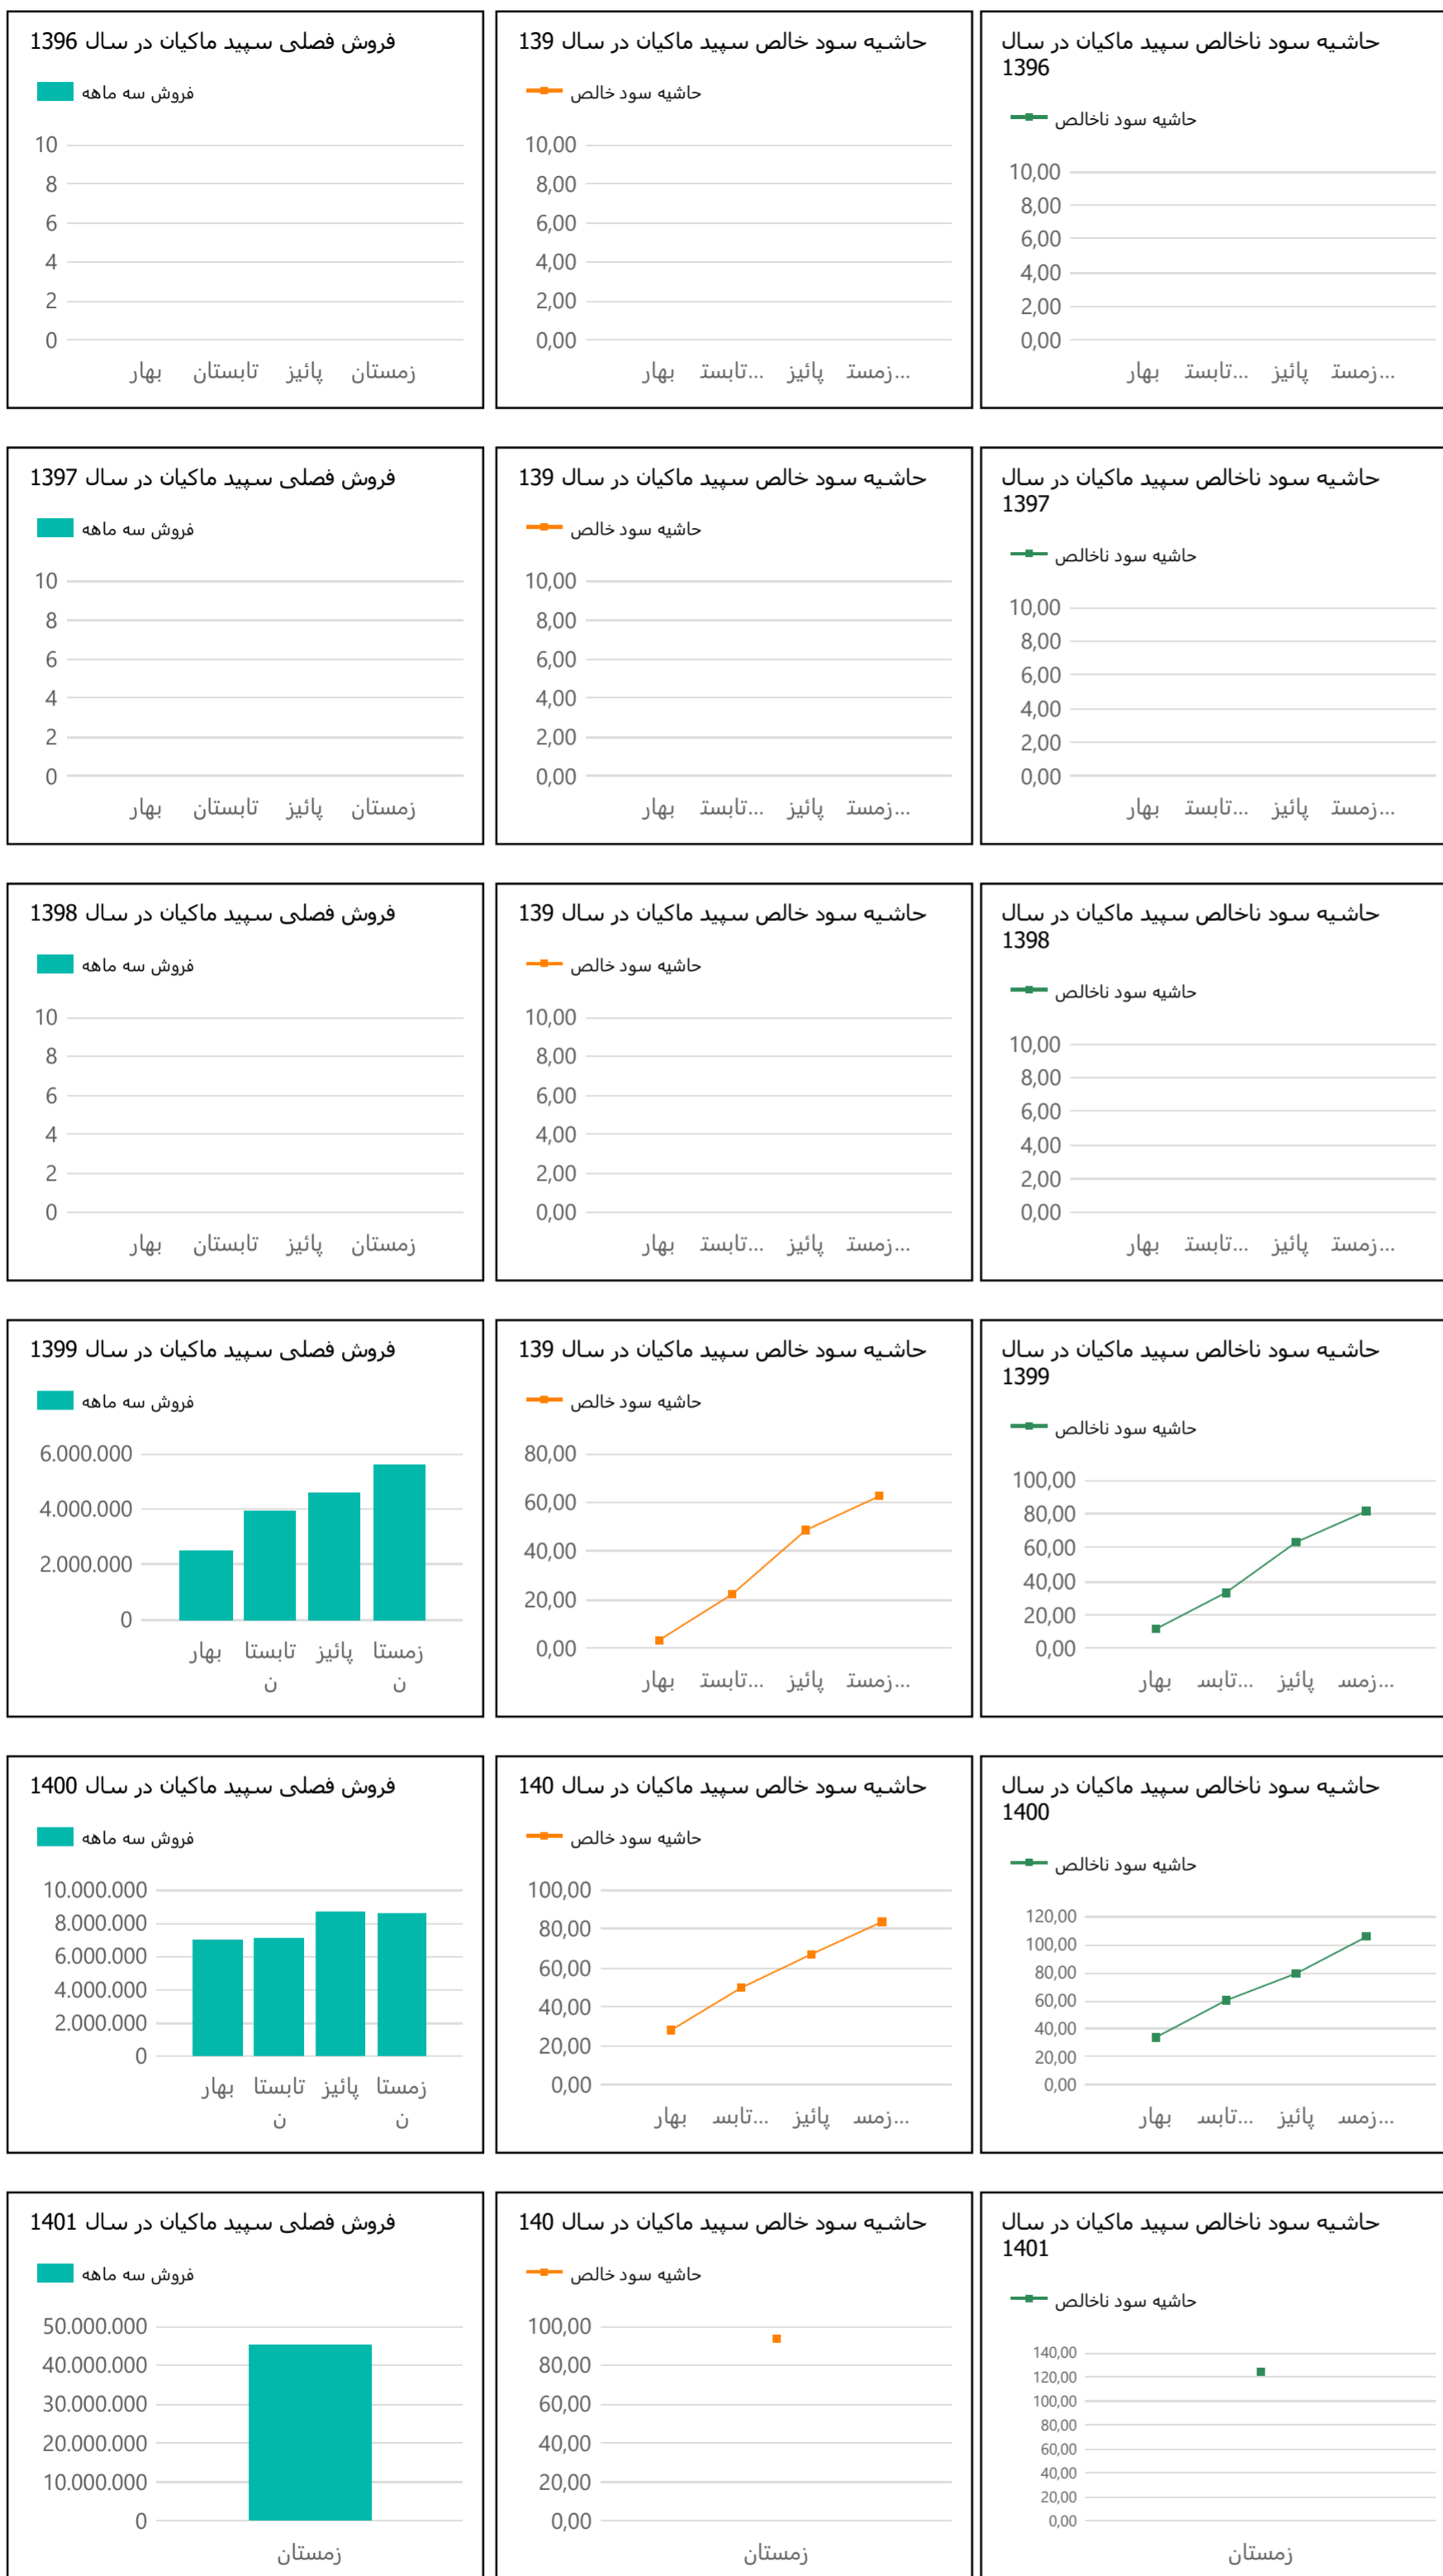 فروش فصلی سپید ماکیان در سال 1396
فروش سه ماهه
10
8
6
4
2
0
بهار تابستان پائیز زمستان
حاشیه سود خالص سپید ماکیان در سال 139
حاشیه سود خالص
10,00
8,00
6,00
4,00
2,00
0,00
بهار تابست... پائیز زمست...
حاشیه سود ناخالص سپید ماکیان در سال
1396
حاشیه سود ناخالص
10,00
8,00
6,00
4,00
2,00
0,00
بهار تابست... پائیز زمست...
فروش فصلی سپید ماکیان در سال 1397
فروش سه ماهه
10
8
6
4
2
0
بهار تابستان پائیز زمستان
حاشیه سود خالص سپید ماکیان در سال 139
حاشیه سود خالص
10,00
8,00
6,00
4,00
2,00
0,00
بهار تابست... پائیز زمست...
حاشیه سود ناخالص سپید ماکیان در سال
1397
حاشیه سود ناخالص
10,00
8,00
6,00
4,00
2,00
0,00
بهار تابست... پائیز زمست...
فروش فصلی سپید ماکیان در سال 1398
فروش سه ماهه
10
8
6
4
2
0
بهار تابستان پائیز زمستان
حاشیه سود خالص سپید ماکیان در سال 139
حاشیه سود خالص
10,00
8,00
6,00
4,00
2,00
0,00
بهار تابست... پائیز زمست...
حاشیه سود ناخالص سپید ماکیان در سال
1398
حاشیه سود ناخالص
10,00
8,00
6,00
4,00
2,00
0,00
بهار تابست... پائیز زمست...
فروش فصلی سپید ماکیان در سال 1399
فروش سه ماهه
6.000.000
4.000.000
2.000.000
0
بهار تابستا پائیز زمستا
ن ن
حاشیه سود خالص سپید ماکیان در سال 139
حاشیه سود خالص
80,00
60,00
40,00
20,00
0,00
بهار تابست... پائیز زمست...
حاشیه سود ناخالص سپید ماکیان در سال
1399
حاشیه سود ناخالص
100,00
80,00
60,00
40,00
20,00
0,00
بهار تابس... پائیز زمس...
فروش فصلی سپید ماکیان در سال 1400
فروش سه ماهه
10.000.000
8.000.000
6.000.000
4.000.000
2.000.000
0
بهار تابستا پائیز زمستا
ن ن
حاشیه سود خالص سپید ماکیان در سال 140
حاشیه سود خالص
100,00
80,00
60,00
40,00
20,00
0,00
بهار تابس... پائیز زمس...
حاشیه سود ناخالص سپید ماکیان در سال
1400
حاشیه سود ناخالص
120,00
100,00
80,00
60,00
40,00
20,00
0,00
بهار تابس... پائیز زمس...
فروش فصلی سپید ماکیان در سال 1401
فروش سه ماهه
50.000.000
40.000.000
30.000.000
20.000.000
10.000.000
0
زمستان
حاشیه سود خالص سپید ماکیان در سال 140
حاشیه سود خالص
100,00
80,00
60,00
40,00
20,00
0,00
زمستان
حاشیه سود ناخالص سپید ماکیان در سال
1401
حاشیه سود ناخالص
140,00
120,00
100,00
80,00
60,00
40,00
20,00
0,00
زمستان